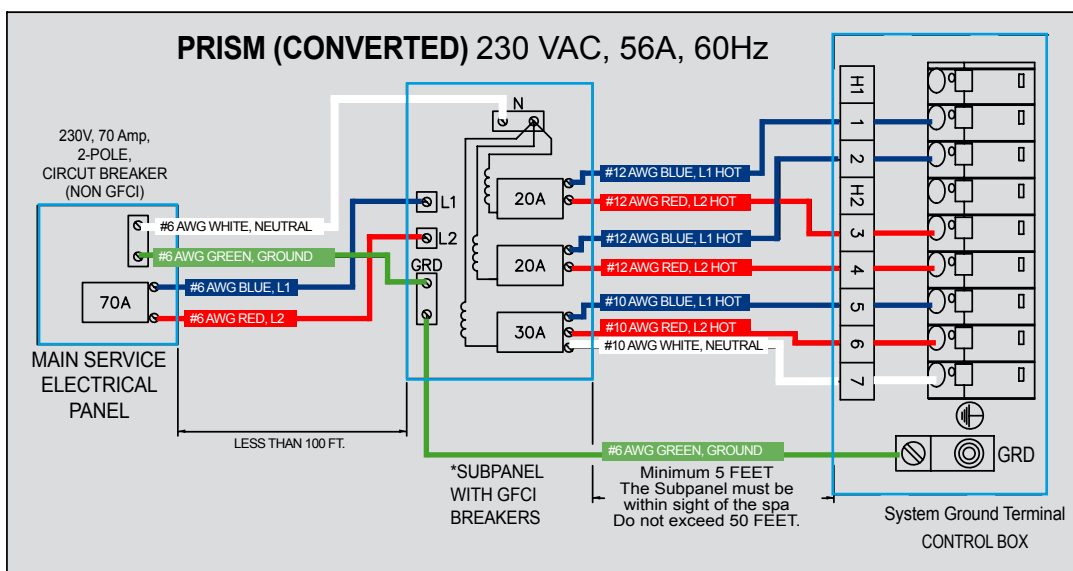 PRISM (CONVERTED) 230 VAC, 56A, 60Hz
230V, 70 Amp,
2-POLE,
CIRCUT BREAKER
(NON GFCI)
#6 AWG WHITE, NEUTRAL
#6 AWG GREEN, GROUND
70A
#6 AWG BLUE, L1
#6 AWG RED, L2
MAIN SERVICE
ELECTRICAL
PANEL
LESS THAN 100 FT.
N
L1
L2
GRD
20A
20A
30A
*SUBPANEL
WITH GFCI
BREAKERS
#12 AWG BLUE, L1 HOT
#12 AWG RED, L2 HOT
#12 AWG BLUE, L1 HOT
#12 AWG RED, L2 HOT
#10 AWG BLUE, L1 HOT
#10 AWG RED, L2 HOT
#10 AWG WHITE, NEUTRAL
#6 AWG GREEN, GROUND
Minimum 5 FEET
The Subpanel must be
within sight of the spa
Do not exceed 50 FEET.
H1
1
2
H2
3
4
5
6
7
GRD
System Ground Terminal
CONTROL BOX